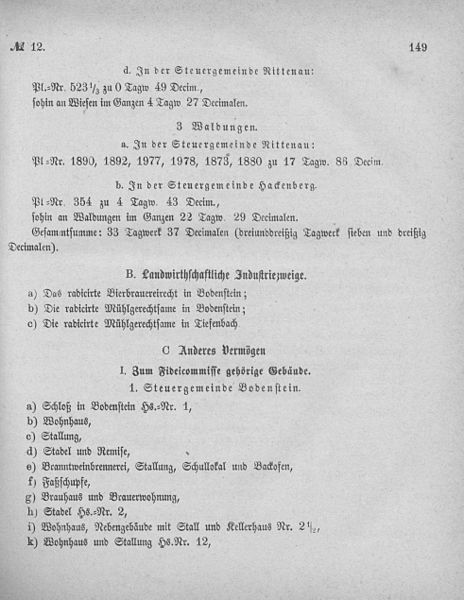 № 12. 149
d. In der Steuergemeinde Nittenau:
Pl.=Nr. 523 1/3 zu 0 Tagw 49 Decim.,
sohin an Wiesen im Ganzen 4 Tagw 27 Decimalen.
3 Waldungen.
a. In der Steuergemeinde Nittenau:
Pl=Nr. 1890, 1892, 1977, 1978, 1873, 1880 zu 17 Tagw. 86 Decim.
b. In der Steuergemeinde Hackenberg.
Pl.=Nr. 354 zu 4 Tagw. 43 Decim.,
sohin an Waldungen im Ganzen 22 Tagw. 29 Decimalen.
Gesammtsumme: 33 Tagwerk 37 Decimalen (dreiunddreißig Tagwerk sieben und dreißig
Decimalen).
B. Landwirthschaftliche Industriezweige.
a) Das radicirte Bierbrauereirecht in Bodenstein;
b) Die radicirte Mühlgerechtsame in Bodenstein;
c) Die radicirte Mühlgerechtsame in Tiefenbach
C Anderes Vermögen
I. Zum Fideicommisse gehörige Gebäude.
1. Steuergemeinde Bodenstein.
a) Schloß in Bodenstein Hs.=Nr. 1,
b) Wohnhaus,
c) Stallung,
d) Stadel und Remise,
e) Branntweinbrennerei, Stallung, Schullokal und Backofen,
f) Faßschupfe,
g) Brauhaus und Brauerwohnung,
h) Stadel Hs.=Nr. 2,
i) Wohnhaus, Nebengebäude mit Stall und Kellerhaus Nr. 2 1/2,
k) Wohnhaus und Stallung Hs.Nr. 12,